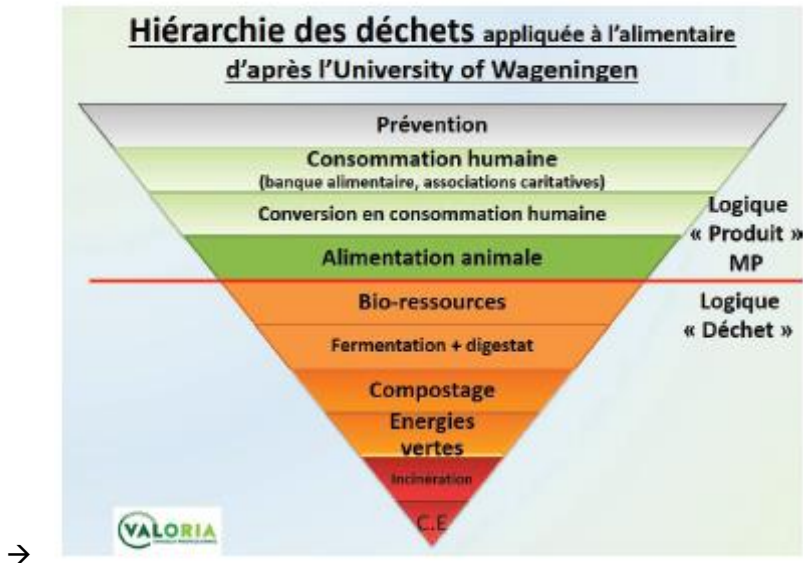 Hiérarchie des déchets appliquée à l'alimentaire
d'après l'University of Wageningen
Prévention
Consommation humaine
(banque alimentaire, associations caritatives)
Conversion en consommation humaine
Alimentation animale
Logique
« Produit »
MP
Bio-ressources
Fermentation + digestat
Compostage
Energies
vertes
Incinération
C.E
Logique
« Déchet »
VALORIA
→